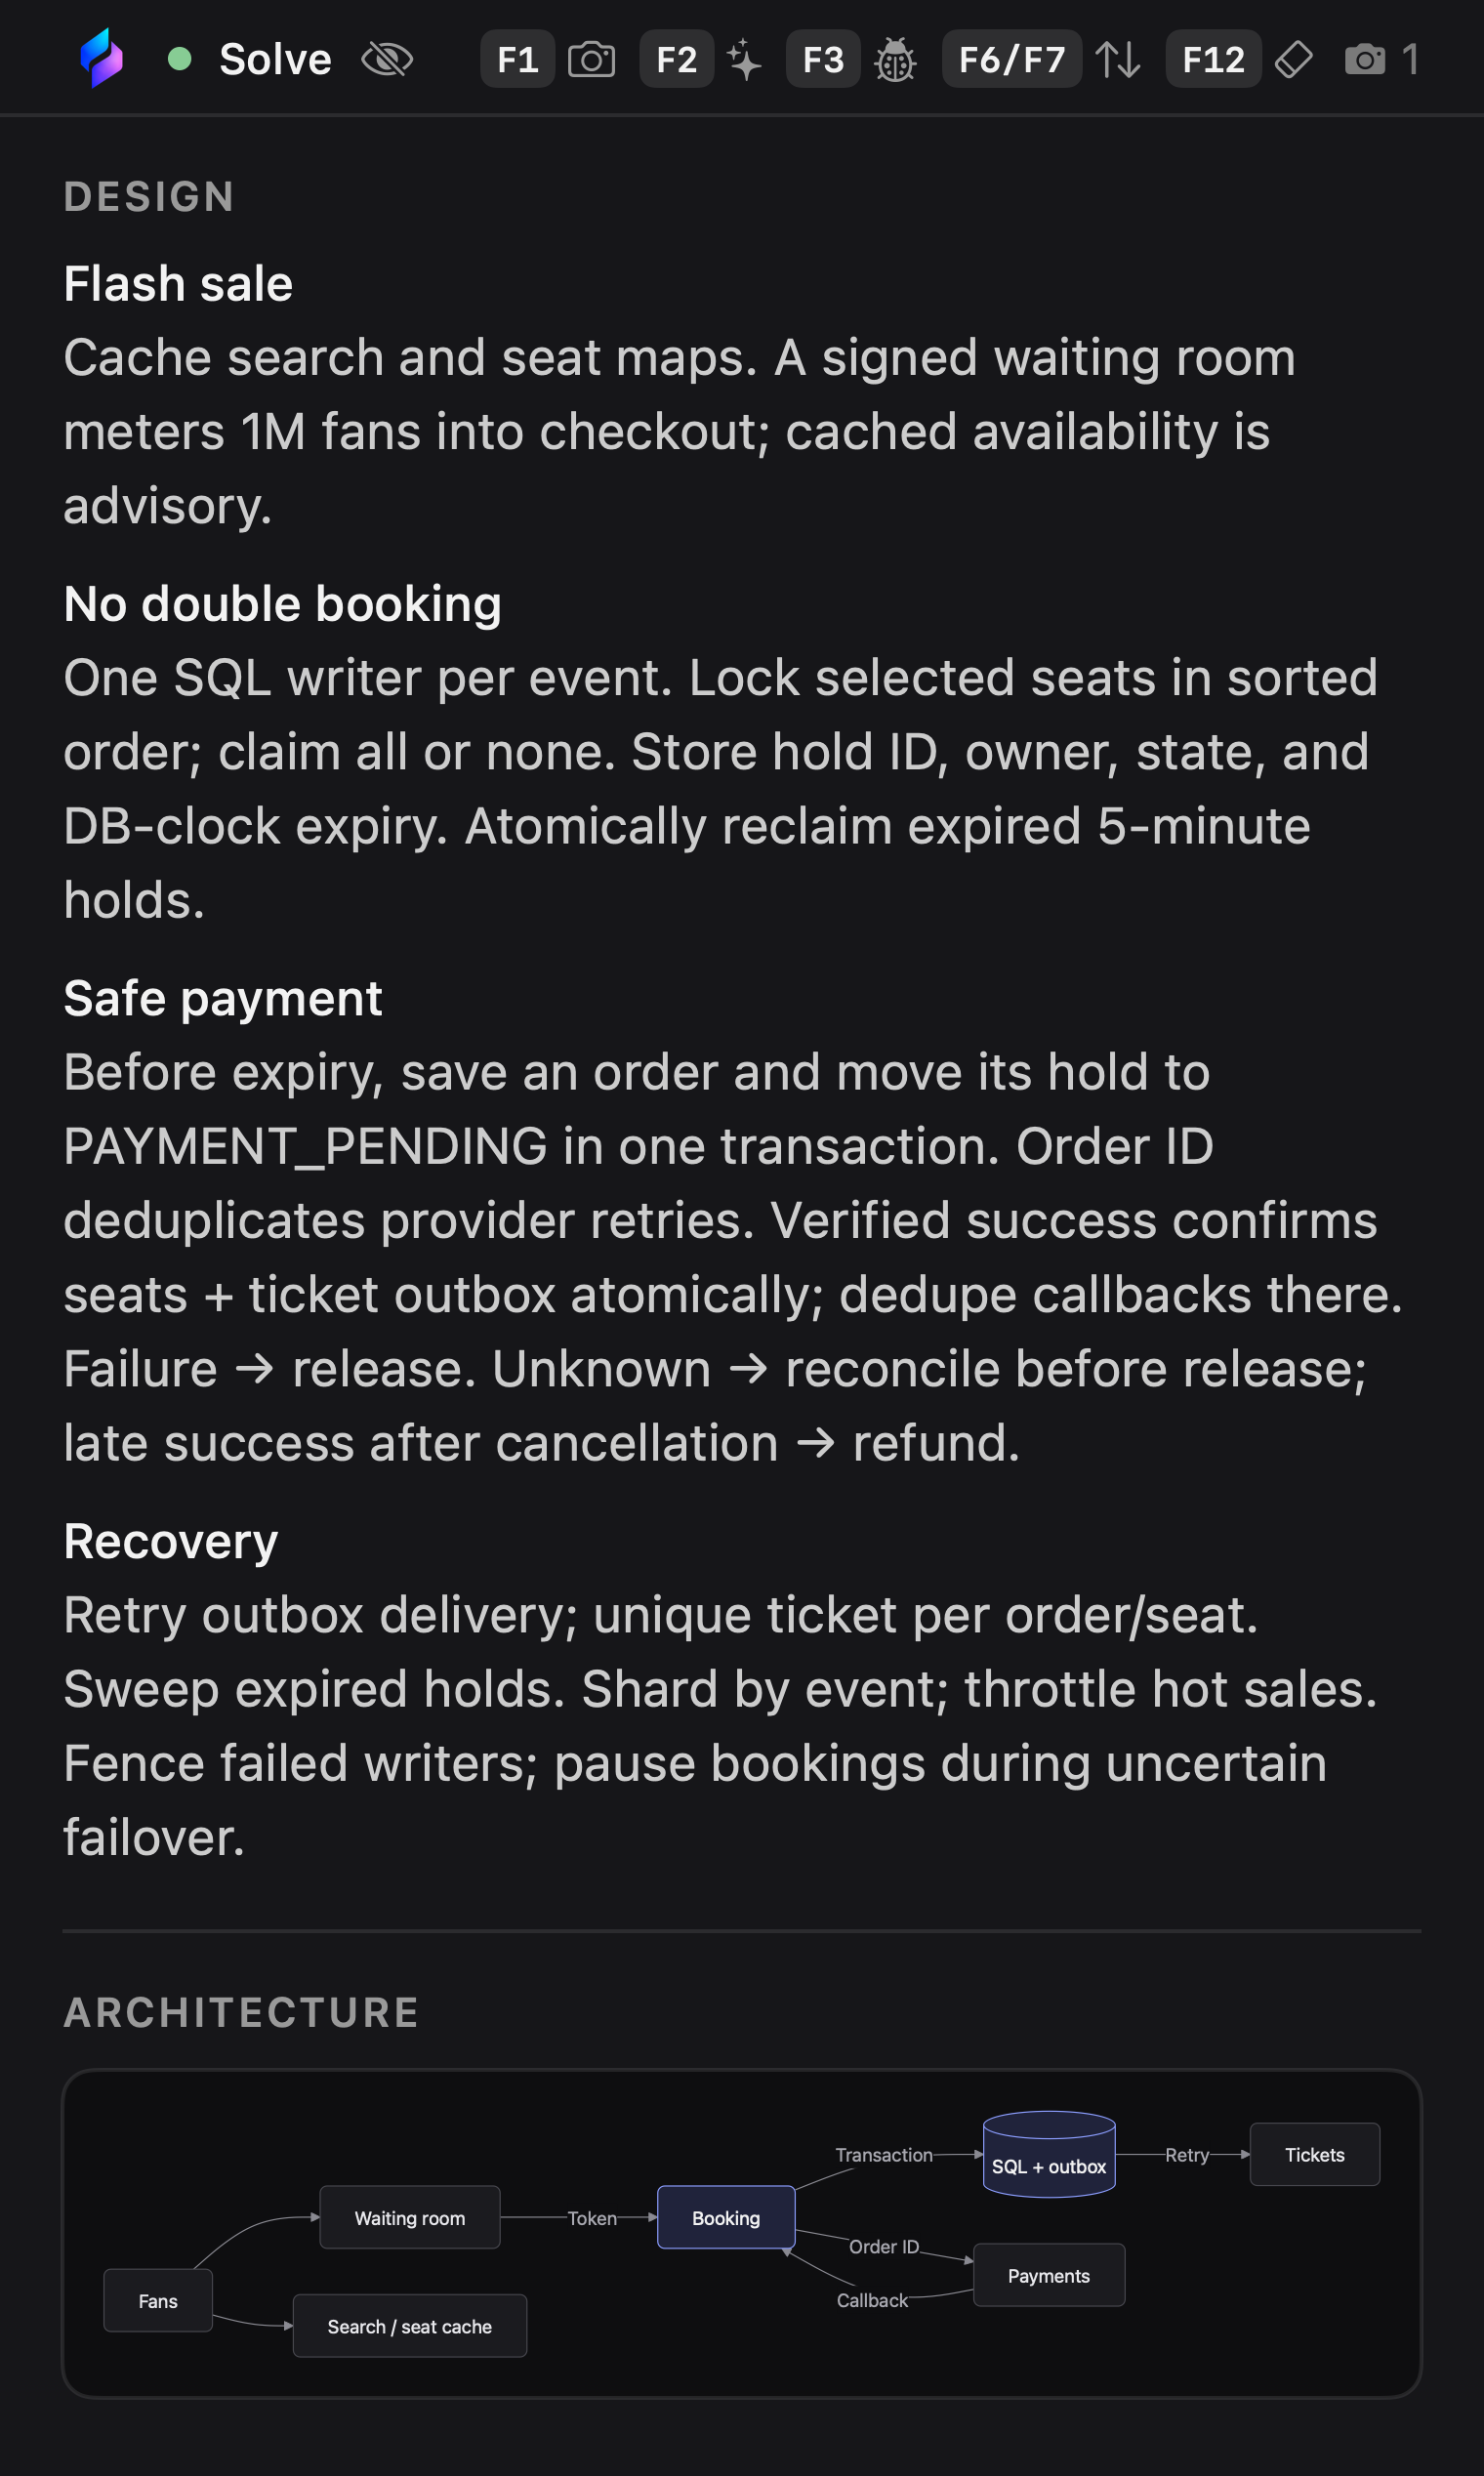 Solve F1 F2 F3 F6/F7 F12 1
DESIGN
Flash sale
Cache search and seat maps. A signed waiting room
meters 1M fans into checkout; cached availability is
advisory.
No double booking
One SQL writer per event. Lock selected seats in sorted
order; claim all or none. Store hold ID, owner, state, and
DB-clock expiry. Atomically reclaim expired 5-minute
holds.
Safe payment
Before expiry, save an order and move its hold to
PAYMENT_PENDING in one transaction. Order ID
deduplicates provider retries. Verified success confirms
seats + ticket outbox atomically; dedupe callbacks there.
Failure → release. Unknown → reconcile before release;
late success after cancellation → refund.
Recovery
Retry outbox delivery; unique ticket per order/seat.
Sweep expired holds. Shard by event; throttle hot sales.
Fence failed writers; pause bookings during uncertain
failover.
ARCHITECTURE
Fans
Waiting room
Search / seat cache
Token
Booking
Transaction
SQL + outbox
Retry
Tickets
Order ID
Payments
Callback